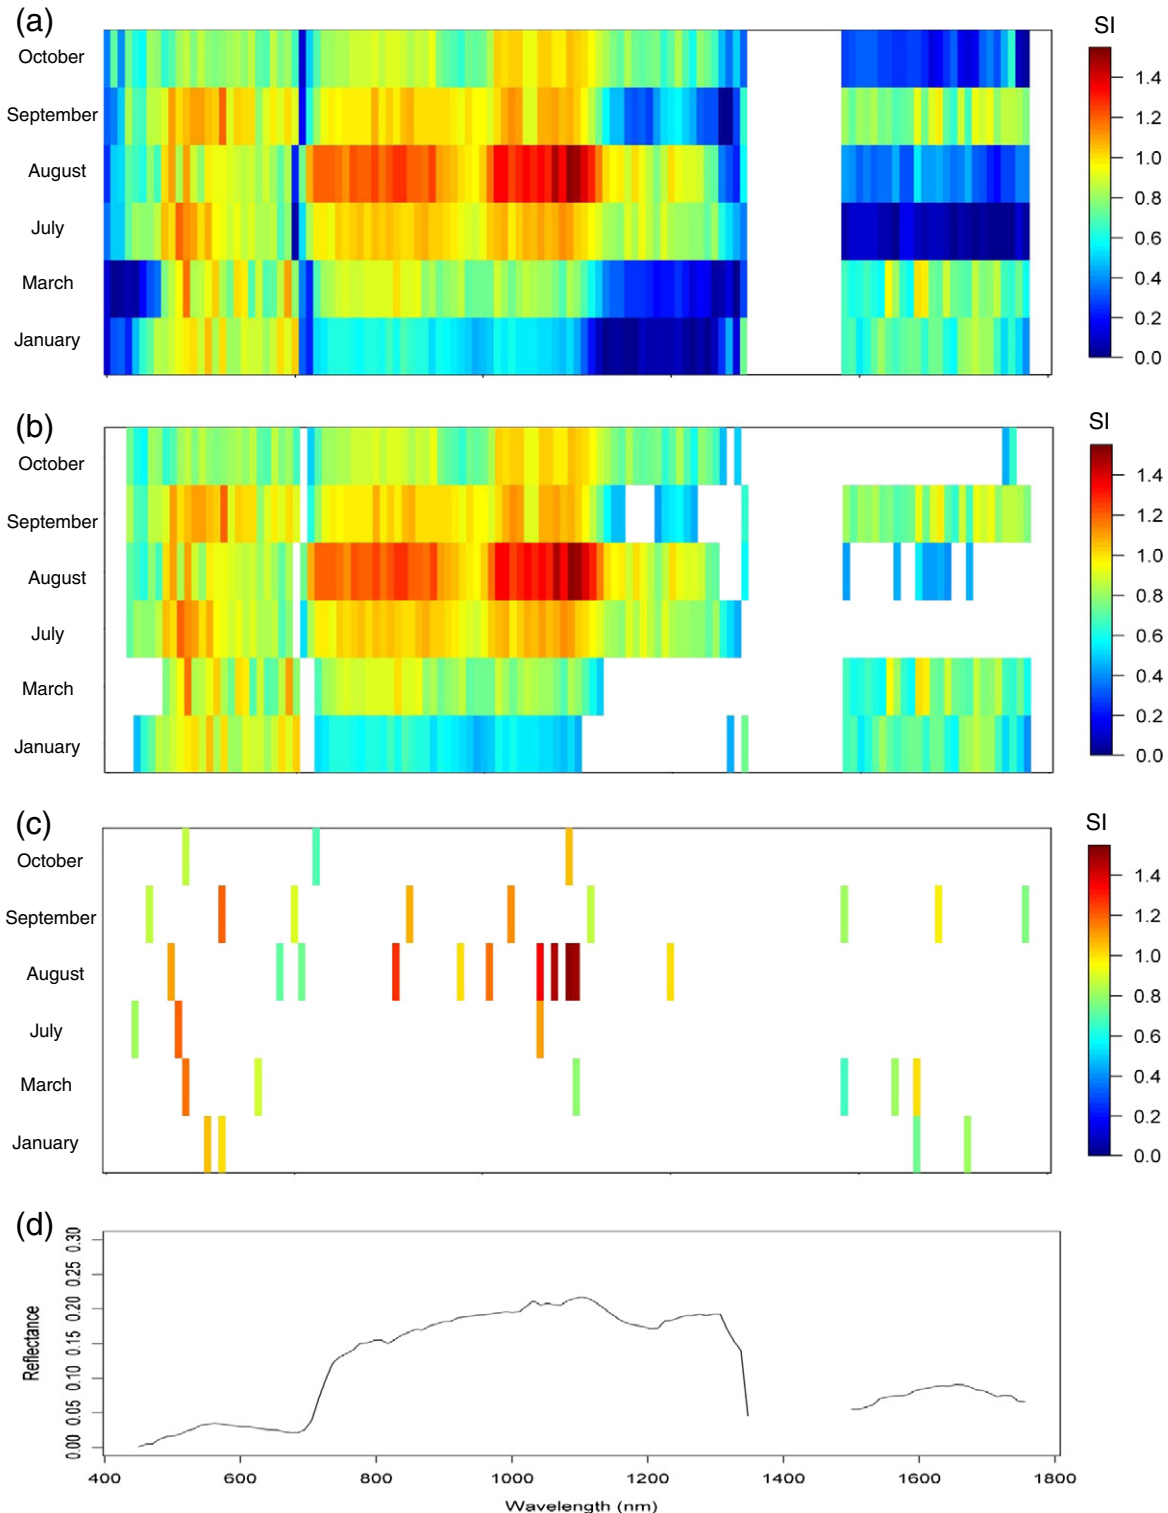 (a)
SI
October
September
August
July
March
January
1.4
1.2
1.0
0.8
0.6
0.4
0.2
0.0
(b)
SI
October
September
August
July
March
January
1.4
1.2
1.0
0.8
0.6
0.4
0.2
0.0
(c)
SI
October
September
August
July
March
January
1.4
1.2
1.0
0.8
0.6
0.4
0.2
0.0
(d)
Reflectance
0.30
0.25
0.20
0.15
0.10
0.05
0.00
400 600 800 1000 1200 1400 1600 1800
Wavelength (nm)